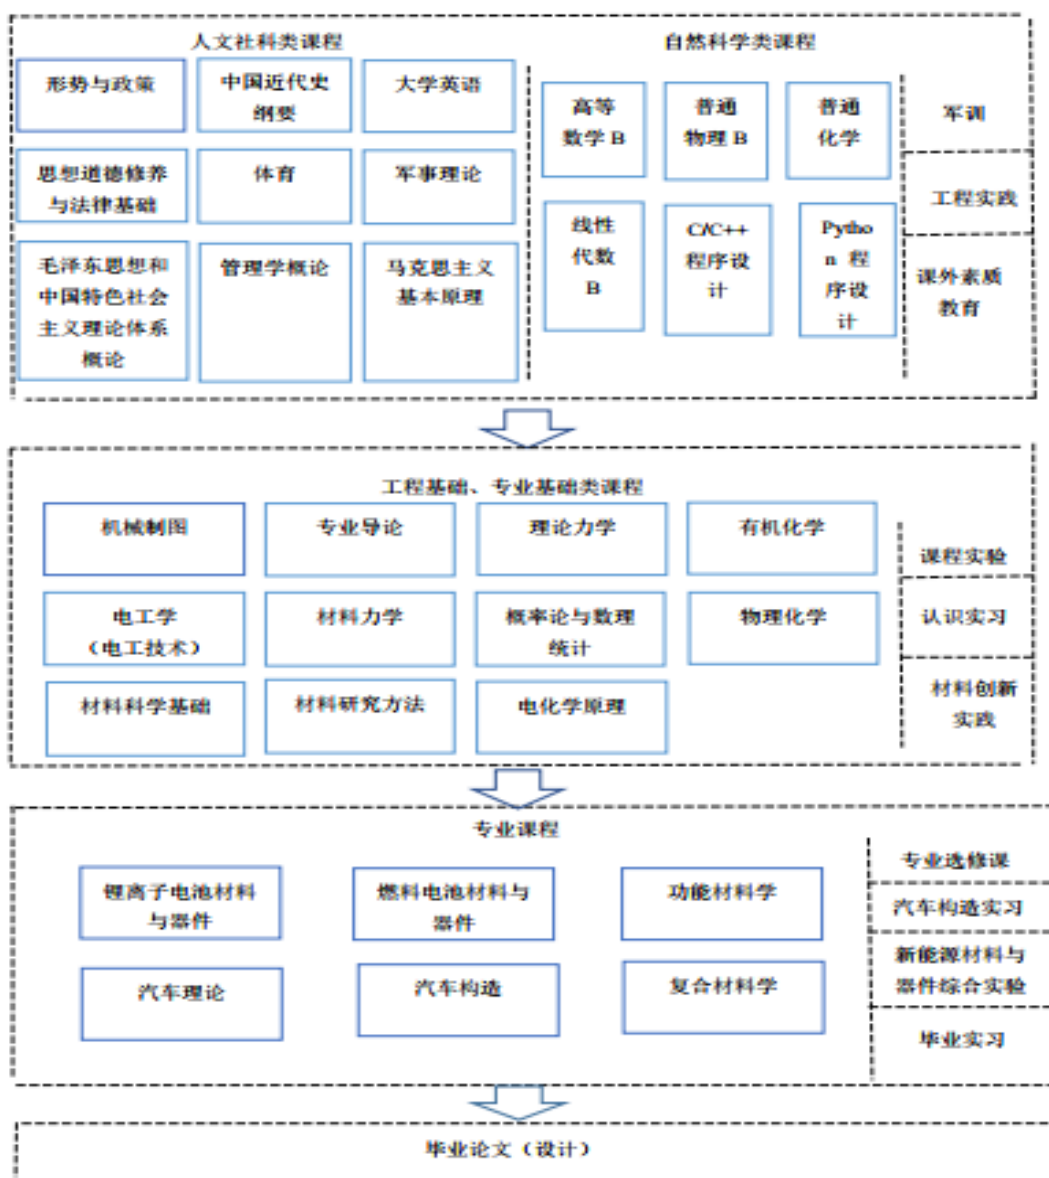 人文社科类课程
形势与政策
中国近代史
纲要
大学英语
思想道德修养
与法律基础
体育
军事理论
毛泽东思想和
中国特色社会
主义理论体系
概论
管理学概论
马克思主义
基本原理
自然科学类课程
高等
数学 B
普通
物理 B
普通
化学
线性
代数
B
C/C++
程序设
计
Pytho
n 程
序设
计
军训
工程实践
课外素质
教育
工程基础、专业基础类课程
机械制图
专业导论
理论力学
有机化学
电工学
（电工技术）
材料力学
概率论与数理
统计
物理化学
材料科学基础
材料研究方法
电化学原理
课程实验
认识实习
材料创新
实践
专业课程
锂离子电池材料
与器件
燃料电池材料与
器件
功能材料学
汽车理论
汽车构造
复合材料学
专业选修课
汽车构造实习
新能源材料与
器件综合实验
毕业实习
毕业论文（设计）